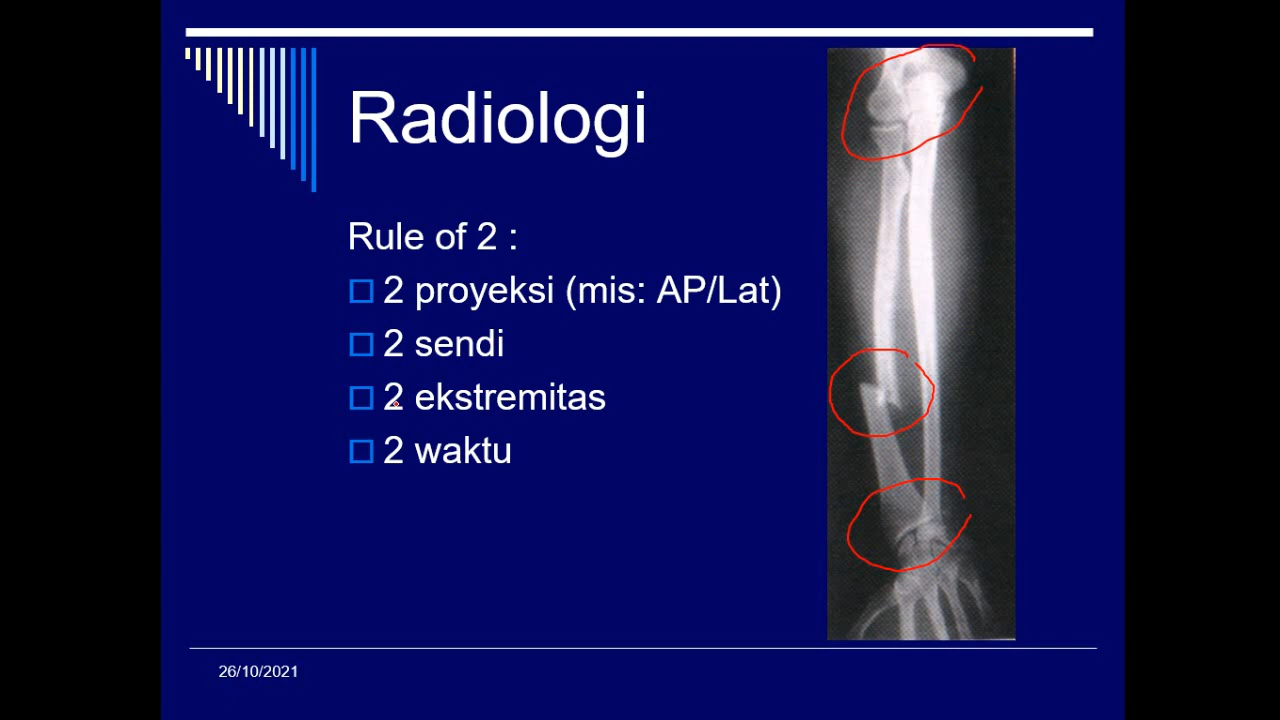 Radiologi
Rule of 2 :
2 proyeksi (mis: AP/Lat)
2 sendi
2 ekstremitas
2 waktu
26/10/2021